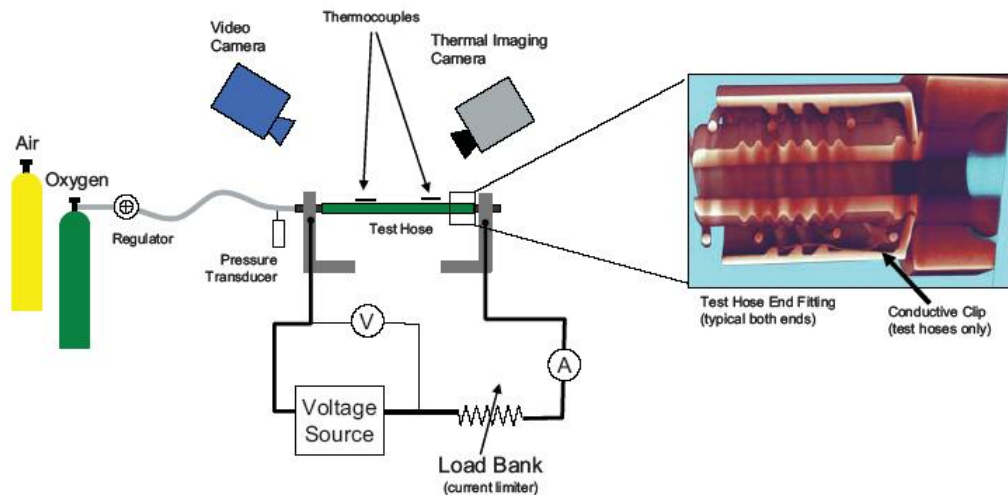 Video
Camera
Thermocouples
Thermal Imaging
Camera
Air
Oxygen
Regulator
Pressure
Transducer
Test Hose
Test Hose End Fitting
(typical both ends)
Conductive Clip
(test hoses only)
V
A
Voltage
Source
Load Bank
(current limiter)